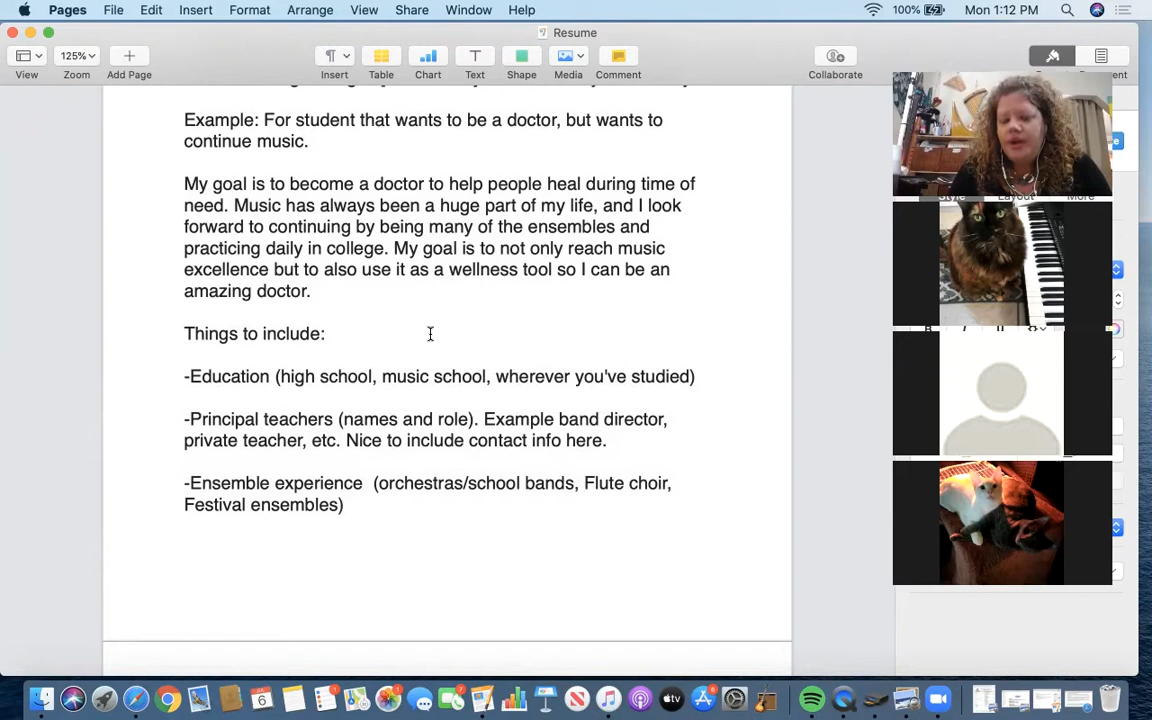 Pages File Edit Insert Format Arrange View Share Window Help 100% Mon 1:12 PM
Resume
125%
View Zoom Add Page Insert Table Chart Text Shape Media Comment Collaborate
Example: For student that wants to be a doctor, but wants to
continue music.
My goal is to become a doctor to help people heal during time of
need. Music has always been a huge part of my life, and I look
forward to continuing by being many of the ensembles and
practicing daily in college. My goal is to not only reach music
excellence but to also use it as a wellness tool so I can be an
amazing doctor.
Things to include:
-Education (high school, music school, wherever you've studied)
-Principal teachers (names and role). Example band director,
private teacher, etc. Nice to include contact info here.
-Ensemble experience  (orchestras/school bands, Flute choir,
Festival ensembles)